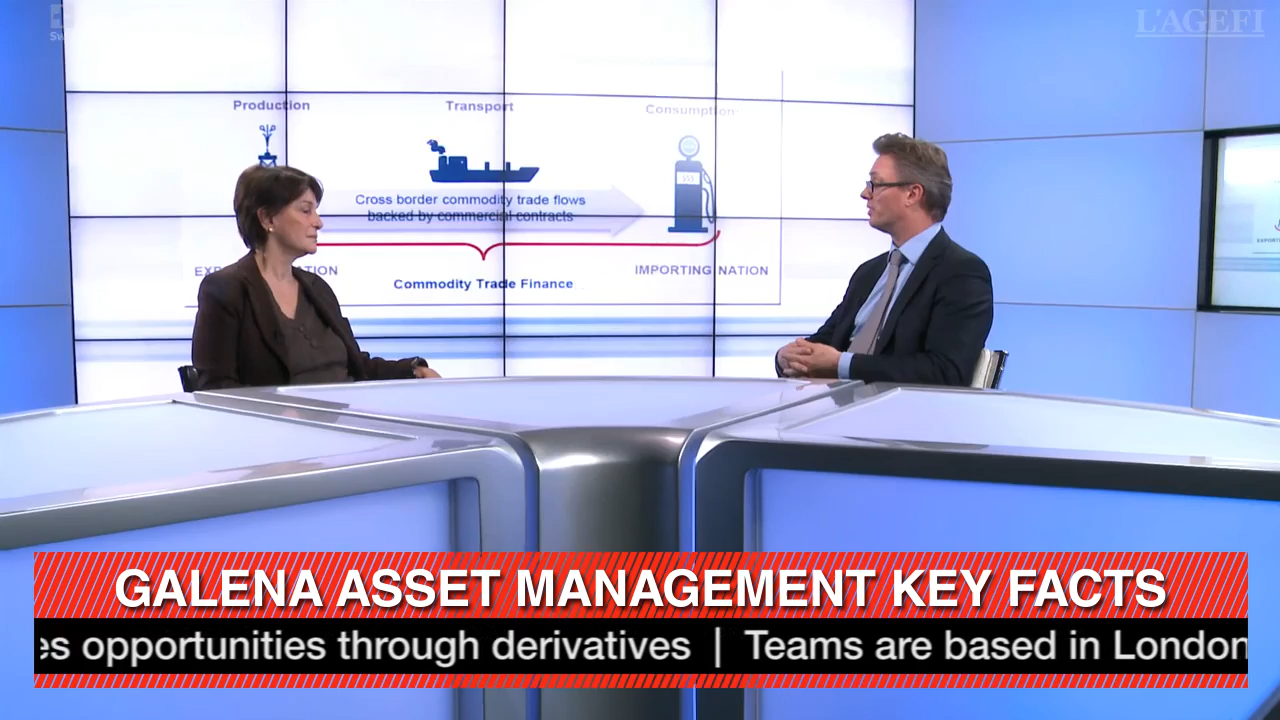 L'AGEFI
Production
Transport
Consumption
Cross border commodity trade flows
backed by commercial contracts
IMPORTING NATION
Commodity Trade Finance
GALENA ASSET MANAGEMENT KEY FACTS
es opportunities through derivatives | Teams are based in London